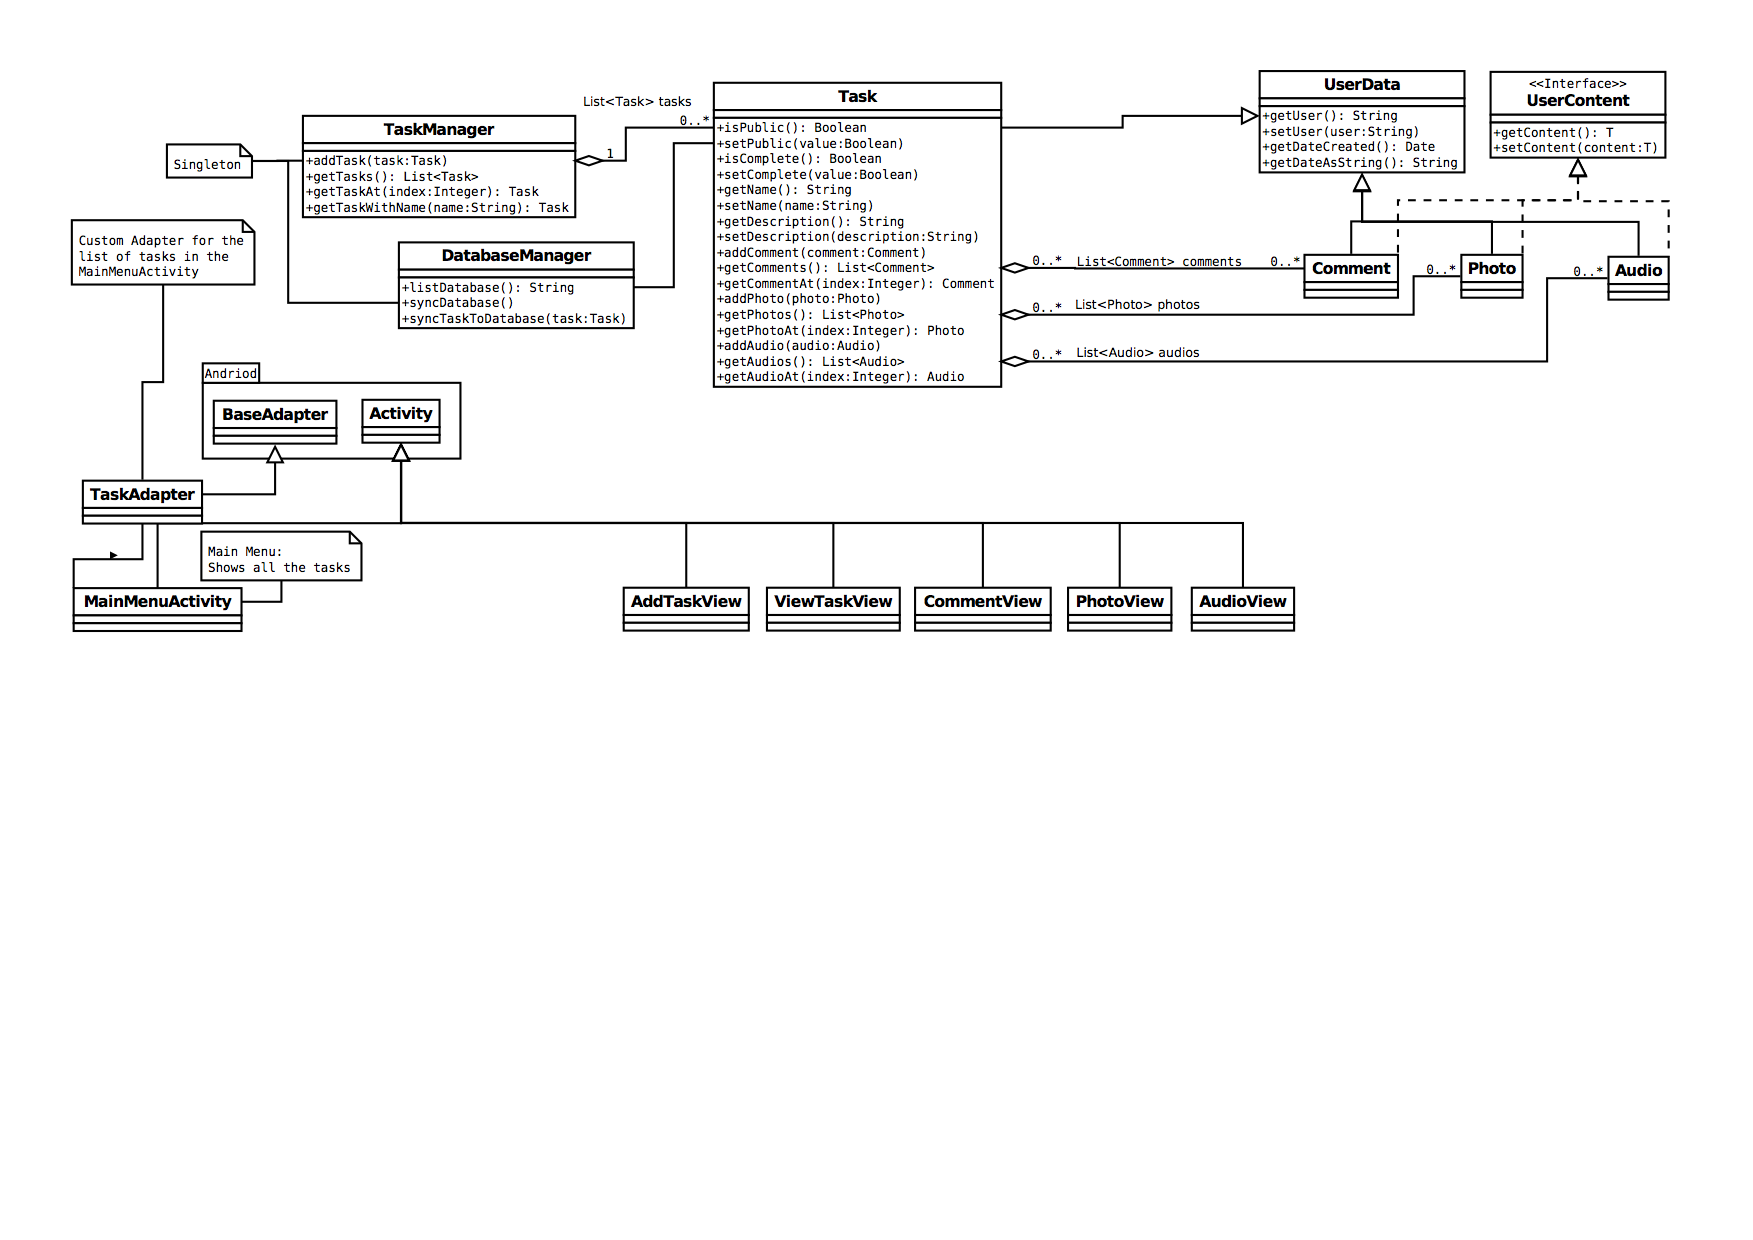 List<Task> tasks
0..*
1
TaskManager
+addTask(task:Task)
+getTasks(): List<Task>
+getTaskAt(index:Integer): Task
+getTaskWithName(name:String): Task
Singleton
Custom Adapter for the
list of tasks in the
MainMenuActivity
DatabaseManager
+listDatabase(): String
+syncDatabase()
+syncTaskToDatabase(task:Task)
Task
+isPublic(): Boolean
+setPublic(value:Boolean)
+isComplete(): Boolean
+setComplete(value:Boolean)
+getName(): String
+setName(name:String)
+getDescription(): String
+setDescription(description:String)
+addComment(comment:Comment)
+getComments(): List<Comment>
+getCommentAt(index:Integer): Comment
+addPhoto(photo:Photo)
+getPhotos(): List<Photo>
+getPhotoAt(index:Integer): Photo
+addAudio(audio:Audio)
+getAudios(): List<Audio>
+getAudioAt(index:Integer): Audio
UserData
+getUser(): String
+setUser(user:String)
+getDateCreated(): Date
+getDateAsString(): String
<<Interface>>
UserContent
+getContent(): T
+setContent(content:T)
0..* List<Comment> comments 0..*
Comment
0..* List<Photo> photos 0..*
Photo
0..* List<Audio> audios 0..*
Audio
Andriod
BaseAdapter
Activity
TaskAdapter
Main Menu:
Shows all the tasks
MainMenuActivity
AddTaskView
ViewTaskView
CommentView
PhotoView
AudioView